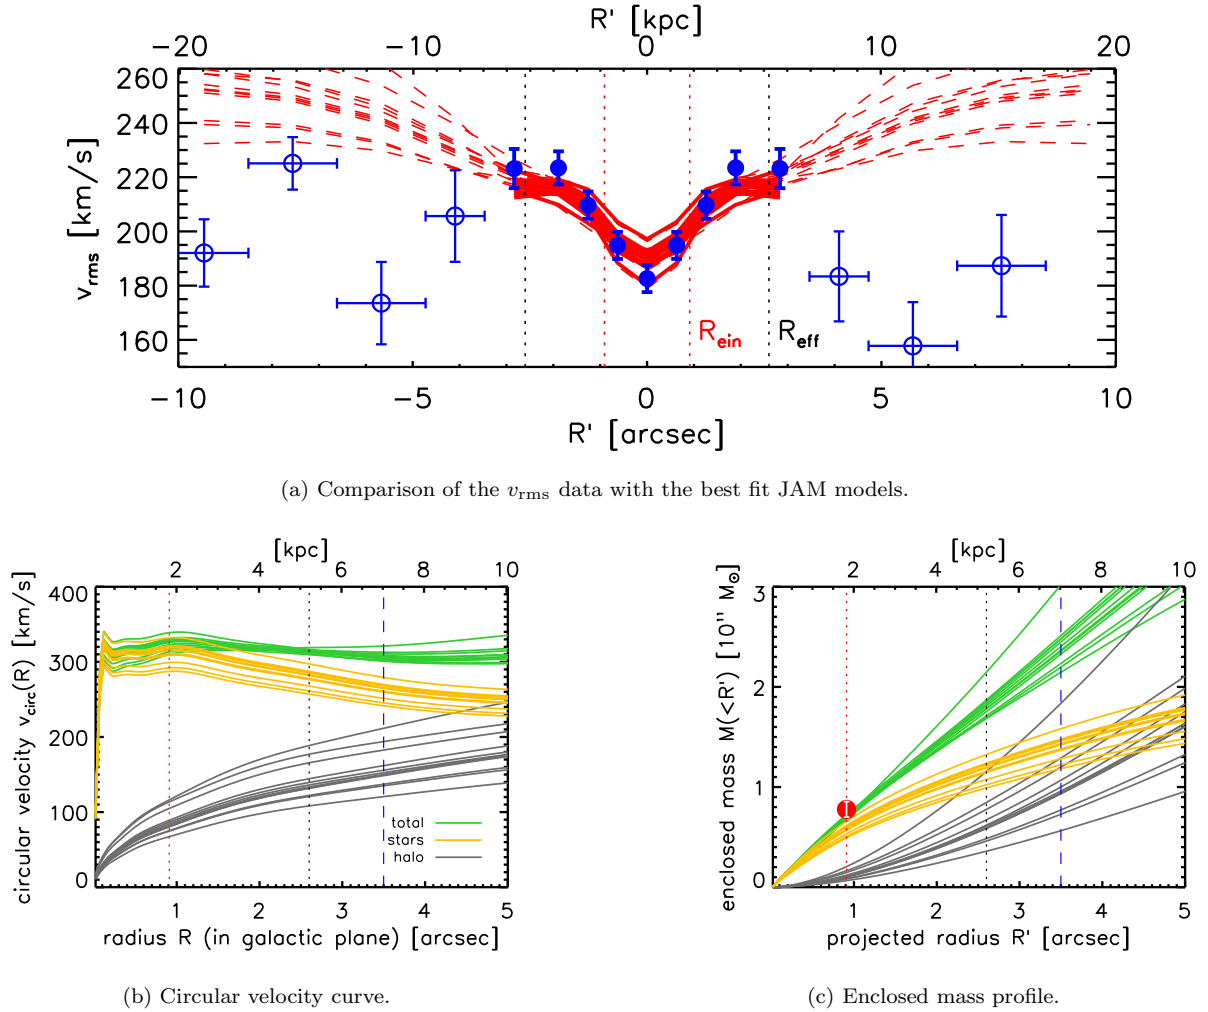 R' [kpc]
−20 −10 0 10 20
260
240
220
200
180
160
v_rms [km/s]
R_ein R_eff
−10 −5 0 5 10
R' [arcsec]
(a) Comparison of the v_rms data with the best fit JAM models.
[kpc]
2 4 6 8 10
400
300
200
100
0
circular velocity v_circ(R) [km/s]
total
stars
halo
1 2 3 4 5
radius R (in galactic plane) [arcsec]
(b) Circular velocity curve.
[kpc]
2 4 6 8 10
3
2
1
0
enclosed mass M(<R') [10¹¹ M_⊙]
1 2 3 4 5
projected radius R' [arcsec]
(c) Enclosed mass profile.